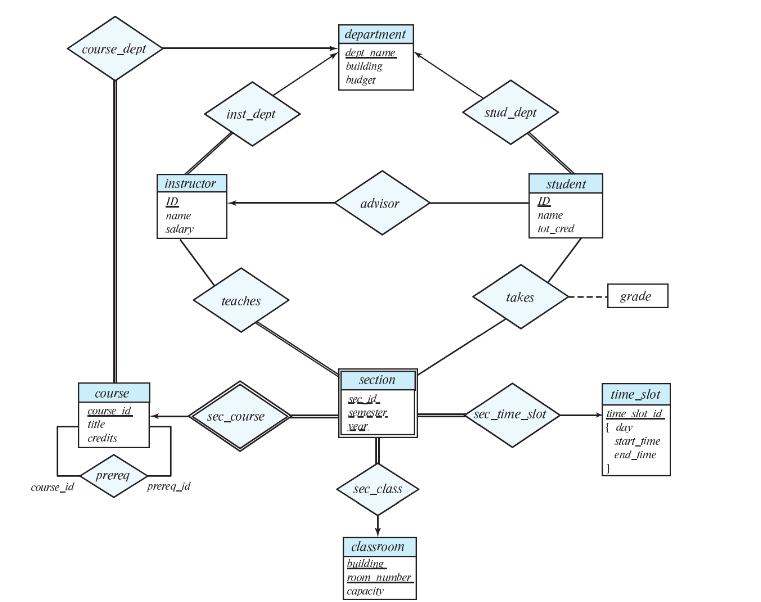 department
dept_name
building
budget
course_dept
inst_dept
stud_dept
instructor
ID
name
salary
advisor
student
ID
name
tot_cred
teaches
takes
grade
course
course_id
title
credits
sec_course
section
sec_id
semester
year
sec_time_slot
time_slot
time_slot_id
{ day
start_time
end_time
}
prereq
course_id
prereq_id
sec_class
classroom
building
room_number
capacity